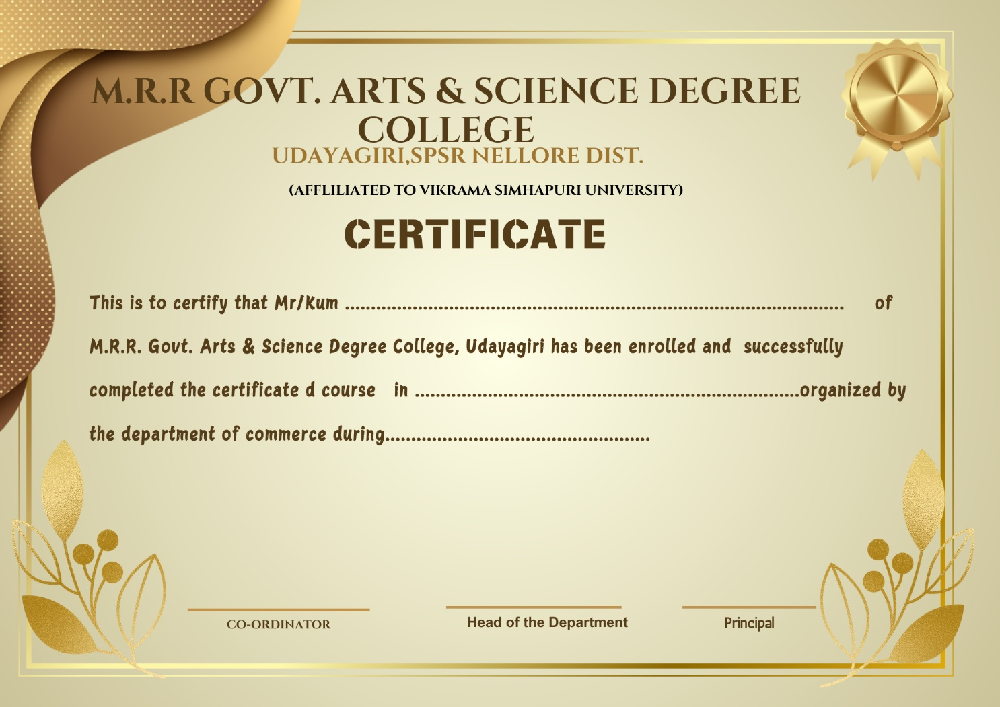 M.R.R GOVT. ARTS & SCIENCE DEGREE
COLLEGE
UDAYAGIRI,SPSR NELLORE DIST.
(AFFLILIATED TO VIKRAMA SIMHAPURI UNIVERSITY)
CERTIFICATE
This is to certify that Mr/Kum ................................................................................................ of
M.R.R. Govt. Arts & Science Degree College, Udayagiri has been enrolled and successfully
completed the certificate d course in ..........................................................................organized by
the department of commerce during...................................................
CO-ORDINATOR
Head of the Department
Principal